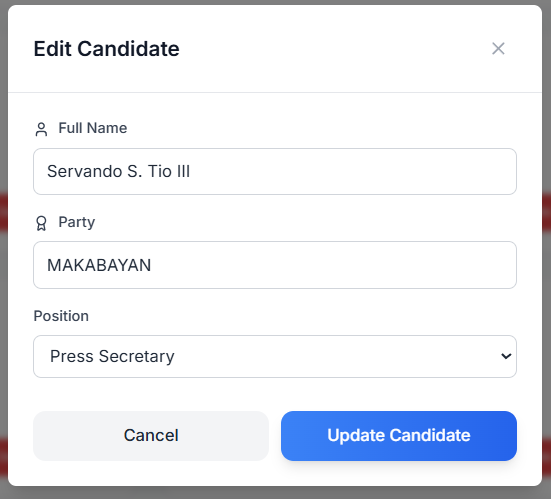 Edit Candidate
Full Name
Servando S. Tio III
Party
MAKABAYAN
Position
Press Secretary
Cancel
Update Candidate